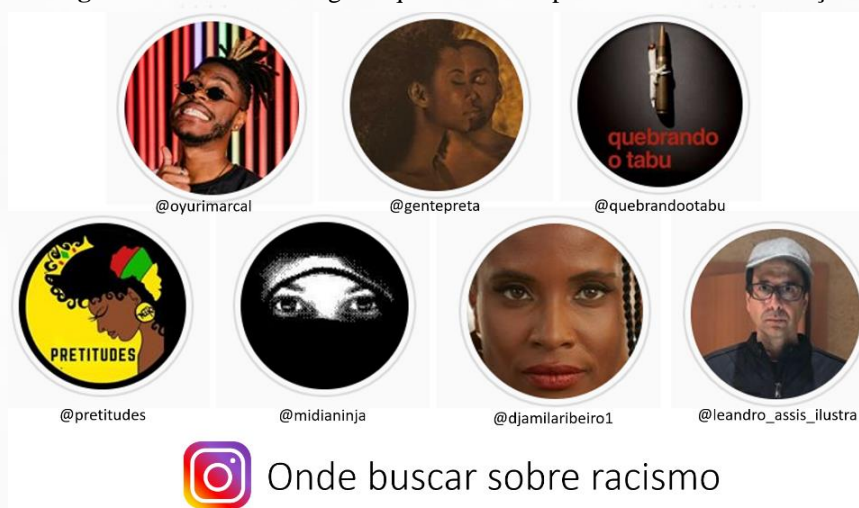 @oyurimarcal
@gentepreta
quebrando
o tabu
@quebrandootabu
PRETITUDES
@pretitudes
@midianinja
@djamilaribeiro1
@leandro_assis_ilustra
Onde buscar sobre racismo